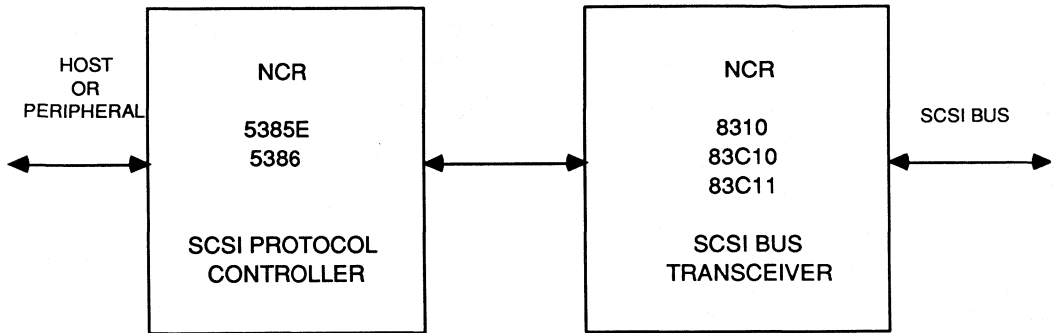 HOST
OR
PERIPHERAL
NCR
5385E
5386
SCSI PROTOCOL
CONTROLLER
NCR
8310
83C10
83C11
SCSI BUS
TRANSCEIVER
SCSI BUS